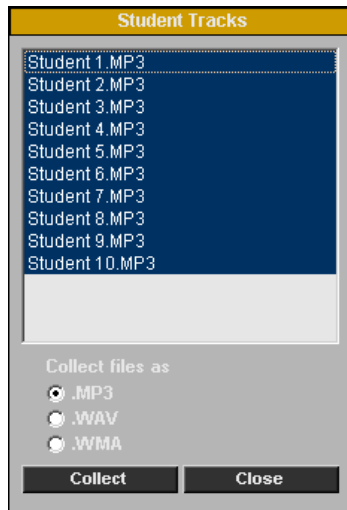 Student Tracks
Student 1.MP3
Student 2.MP3
Student 3.MP3
Student 4.MP3
Student 5.MP3
Student 6.MP3
Student 7.MP3
Student 8.MP3
Student 9.MP3
Student 10.MP3
Collect files as
.MP3
.WAV
.WMA
Collect Close